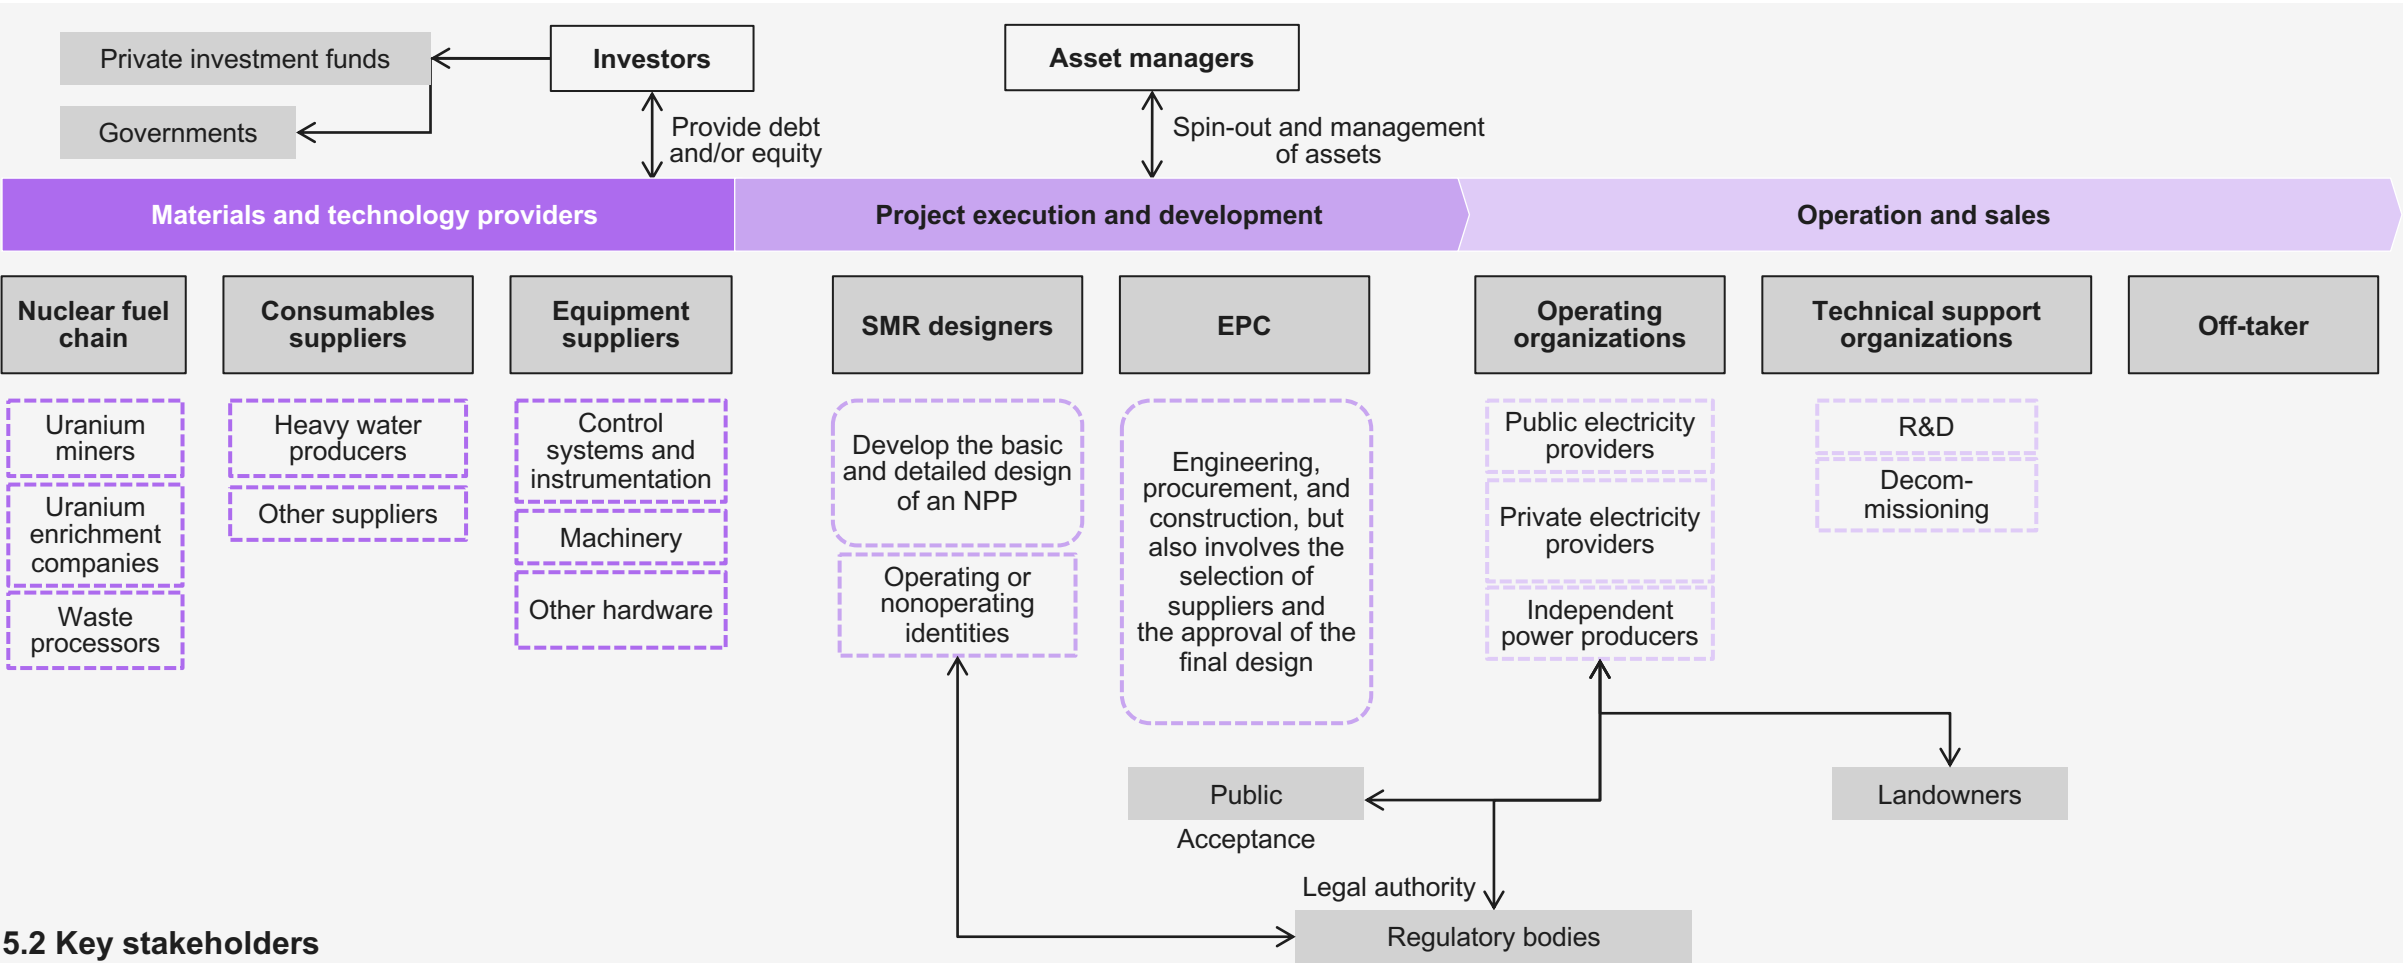 Private investment funds
Investors
Asset managers
Governments
Provide debt
and/or equity
Spin-out and management
of assets
Materials and technology providers
Project execution and development
Operation and sales
Nuclear fuel
chain
Consumables
suppliers
Equipment
suppliers
SMR designers
EPC
Operating
organizations
Technical support
organizations
Off-taker
Uranium
miners
Uranium
enrichment
companies
Waste
processors
Heavy water
producers
Other suppliers
Control
systems and
instrumentation
Machinery
Other hardware
Develop the basic
and detailed design
of an NPP
Operating or
nonoperating
identities
Engineering,
procurement, and
construction, but
also involves the
selection of
suppliers and
the approval of the
final design
Public electricity
providers
Private electricity
providers
Independent
power producers
R&D
Decom-
missioning
Public
Acceptance
Landowners
Legal authority
Regulatory bodies
5.2 Key stakeholders